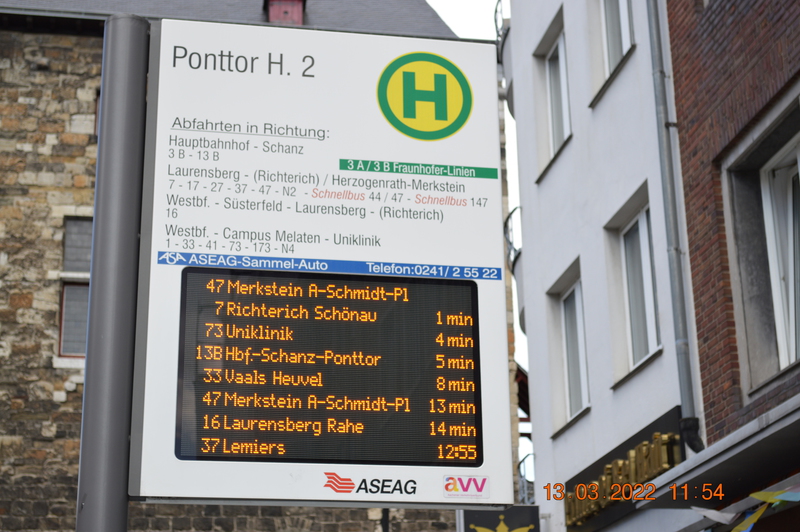 Ponttor H. 2
H
Abfahrten in Richtung:
Hauptbahnhof - Schanz
3 B - 13 B
3 A / 3 B Fraunhofer-Linien
Laurensberg - (Richterich) / Herzogenrath-Merkstein
7 - 17 - 27 - 37 - 47 - N2 - Schnellbus 44 / 47 - Schnellbus 147
Westbf. - Süsterfeld - Laurensberg - (Richterich)
16
Westbf. - Campus Melaten - Uniklinik
1 - 33 - 41 - 73 - 173 - N4
ASA ASEAG-Sammel-Auto Telefon:0241/ 2 55 22
47 Merkstein A-Schmidt-Pl
7 Richterich Schönau 1 min
73 Uniklinik 4 min
13B Hbf.-Schanz-Ponttor 5 min
33 Vaals Heuvel 8 min
47 Merkstein A-Schmidt-Pl 13 min
16 Laurensberg Rahe 14 min
37 Lemiers 12:55
ASEAG
avv
13 03 2022 11:54